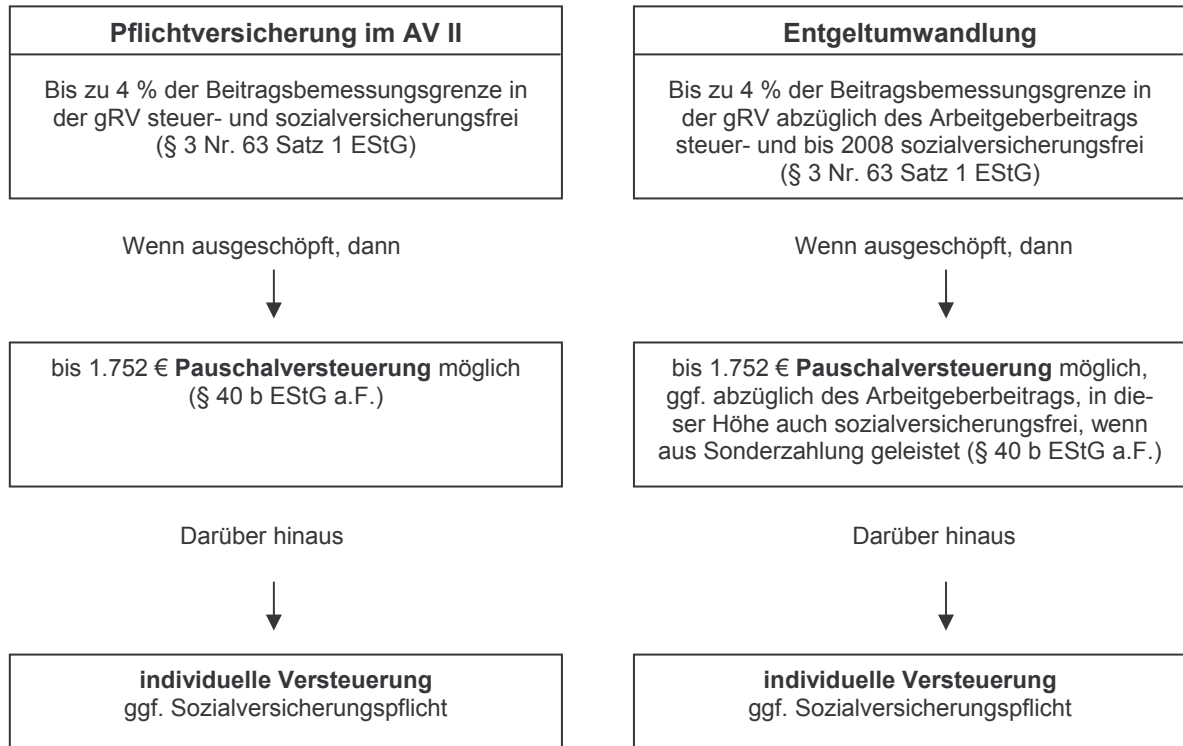 Pflichtversicherung im AV II
Bis zu 4 % der Beitragsbemessungsgrenze in
der gRV steuer- und sozialversicherungsfrei
(§ 3 Nr. 63 Satz 1 EStG)
Wenn ausgeschöpft, dann
bis 1.752 € Pauschalversteuerung möglich
(§ 40 b EStG a.F.)
Darüber hinaus
individuelle Versteuerung
ggf. Sozialversicherungspflicht
Entgeltumwandlung
Bis zu 4 % der Beitragsbemessungsgrenze in
der gRV abzüglich des Arbeitgeberbeitrags
steuer- und bis 2008 sozialversicherungsfrei
(§ 3 Nr. 63 Satz 1 EStG)
Wenn ausgeschöpft, dann
bis 1.752 € Pauschalversteuerung möglich,
ggf. abzüglich des Arbeitgeberbeitrags, in die-
ser Höhe auch sozialversicherungsfrei, wenn
aus Sonderzahlung geleistet (§ 40 b EStG a.F.)
Darüber hinaus
individuelle Versteuerung
ggf. Sozialversicherungspflicht